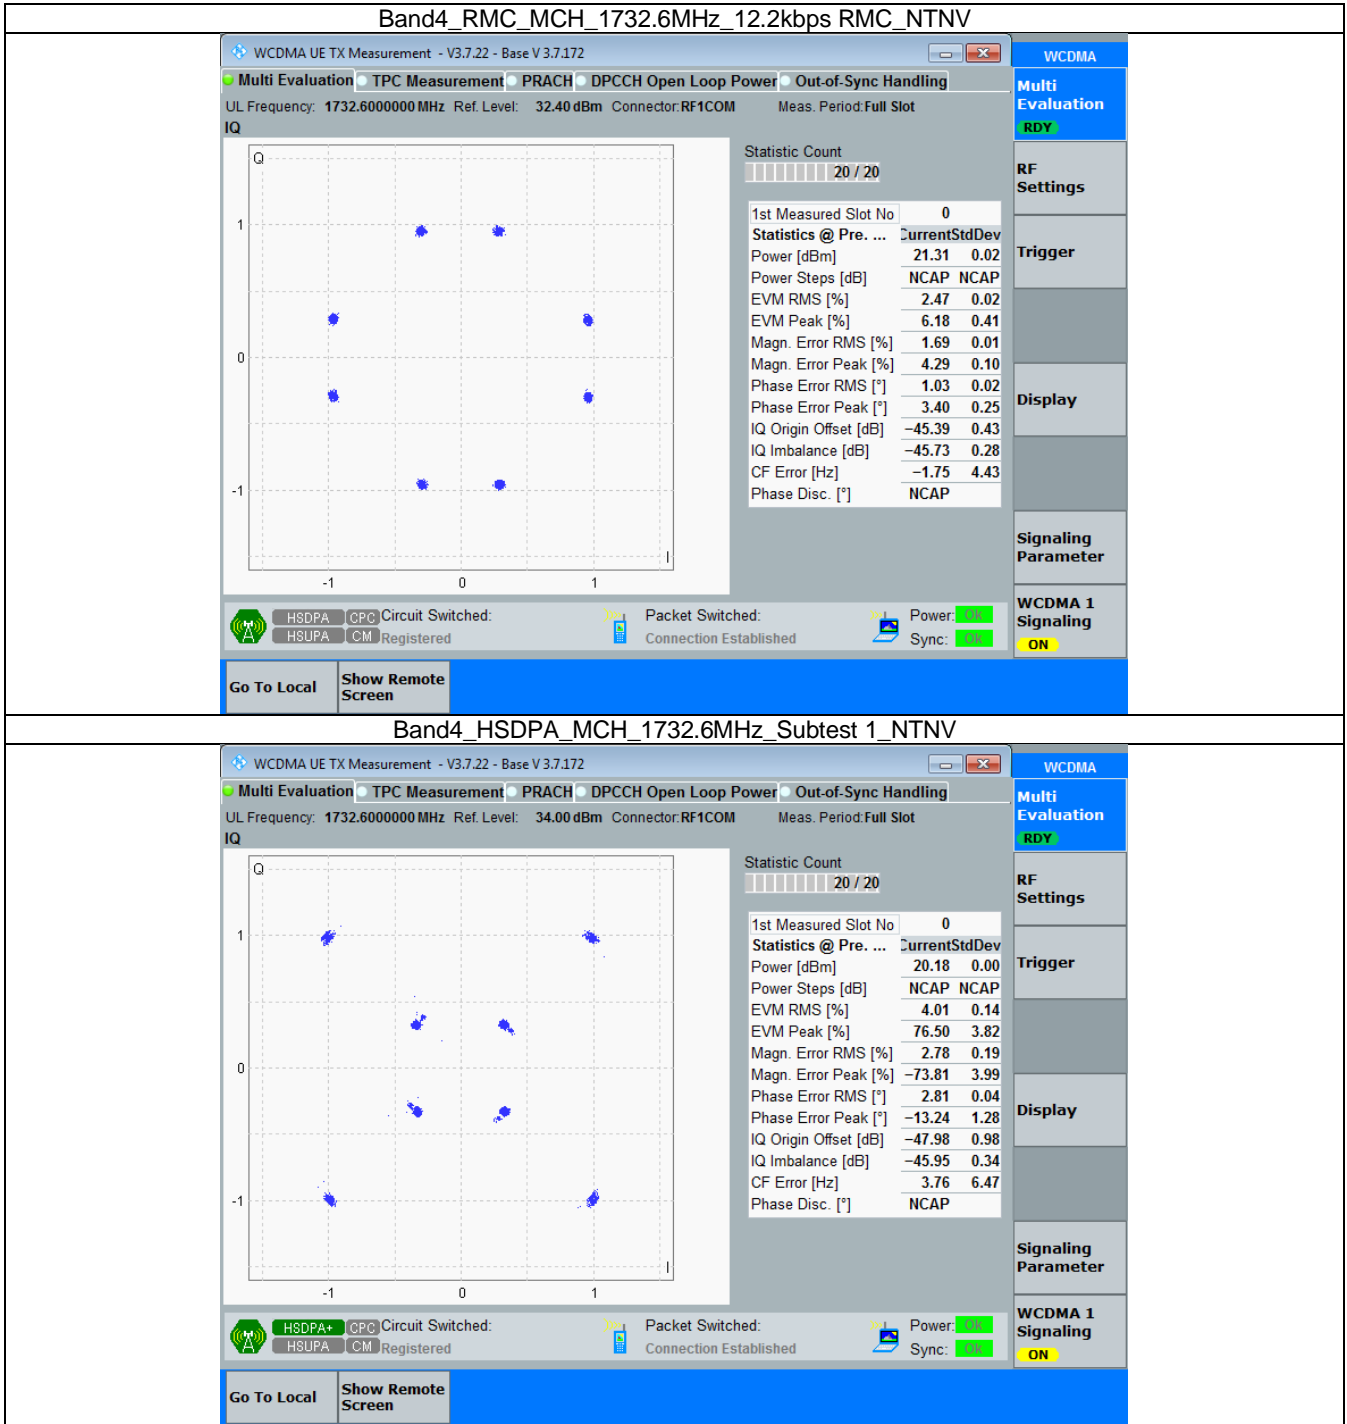 Band4_RMC_MCH_1732.6MHz_12.2kbps RMC_NTNV
WCDMA UE TX Measurement - V3.7.22 - Base V 3.7.172
WCDMA
Multi Evaluation TPC Measurement PRACH DPCCH Open Loop Power Out-of-Sync Handling
Multi
Evaluation
RDY
UL Frequency: 1732.6000000 MHz Ref. Level: 32.40 dBm Connector: RF1COM Meas. Period: Full Slot
IQ
Q
1
0
-1
-1 0 1
I
Statistic Count
20 / 20
1st Measured Slot No 0
Statistics @ Pre. ... Current StdDev
Power [dBm] 21.31 0.02
Power Steps [dB] NCAP NCAP
EVM RMS [%] 2.47 0.02
EVM Peak [%] 6.18 0.41
Magn. Error RMS [%] 1.69 0.01
Magn. Error Peak [%] 4.29 0.10
Phase Error RMS [°] 1.03 0.02
Phase Error Peak [°] 3.40 0.25
IQ Origin Offset [dB] −45.39 0.43
IQ Imbalance [dB] −45.73 0.28
CF Error [Hz] −1.75 4.43
Phase Disc. [°] NCAP
RF
Settings
Trigger
Display
Signaling
Parameter
WCDMA 1
Signaling
ON
HSDPA CPC Circuit Switched: Packet Switched: Power: Ok
HSUPA CM Registered Connection Established Sync: Ok
Go To Local
Show Remote
Screen
Band4_HSDPA_MCH_1732.6MHz_Subtest 1_NTNV
WCDMA UE TX Measurement - V3.7.22 - Base V 3.7.172
WCDMA
Multi Evaluation TPC Measurement PRACH DPCCH Open Loop Power Out-of-Sync Handling
Multi
Evaluation
RDY
UL Frequency: 1732.6000000 MHz Ref. Level: 34.00 dBm Connector: RF1COM Meas. Period: Full Slot
IQ
Q
1
0
-1
-1 0 1
I
Statistic Count
20 / 20
1st Measured Slot No 0
Statistics @ Pre. ... Current StdDev
Power [dBm] 20.18 0.00
Power Steps [dB] NCAP NCAP
EVM RMS [%] 4.01 0.14
EVM Peak [%] 76.50 3.82
Magn. Error RMS [%] 2.78 0.19
Magn. Error Peak [%] −73.81 3.99
Phase Error RMS [°] 2.81 0.04
Phase Error Peak [°] −13.24 1.28
IQ Origin Offset [dB] −47.98 0.98
IQ Imbalance [dB] −45.95 0.34
CF Error [Hz] 3.76 6.47
Phase Disc. [°] NCAP
RF
Settings
Trigger
Display
Signaling
Parameter
WCDMA 1
Signaling
ON
HSDPA+ CPC Circuit Switched: Packet Switched: Power: Ok
HSUPA CM Registered Connection Established Sync: Ok
Go To Local
Show Remote
Screen